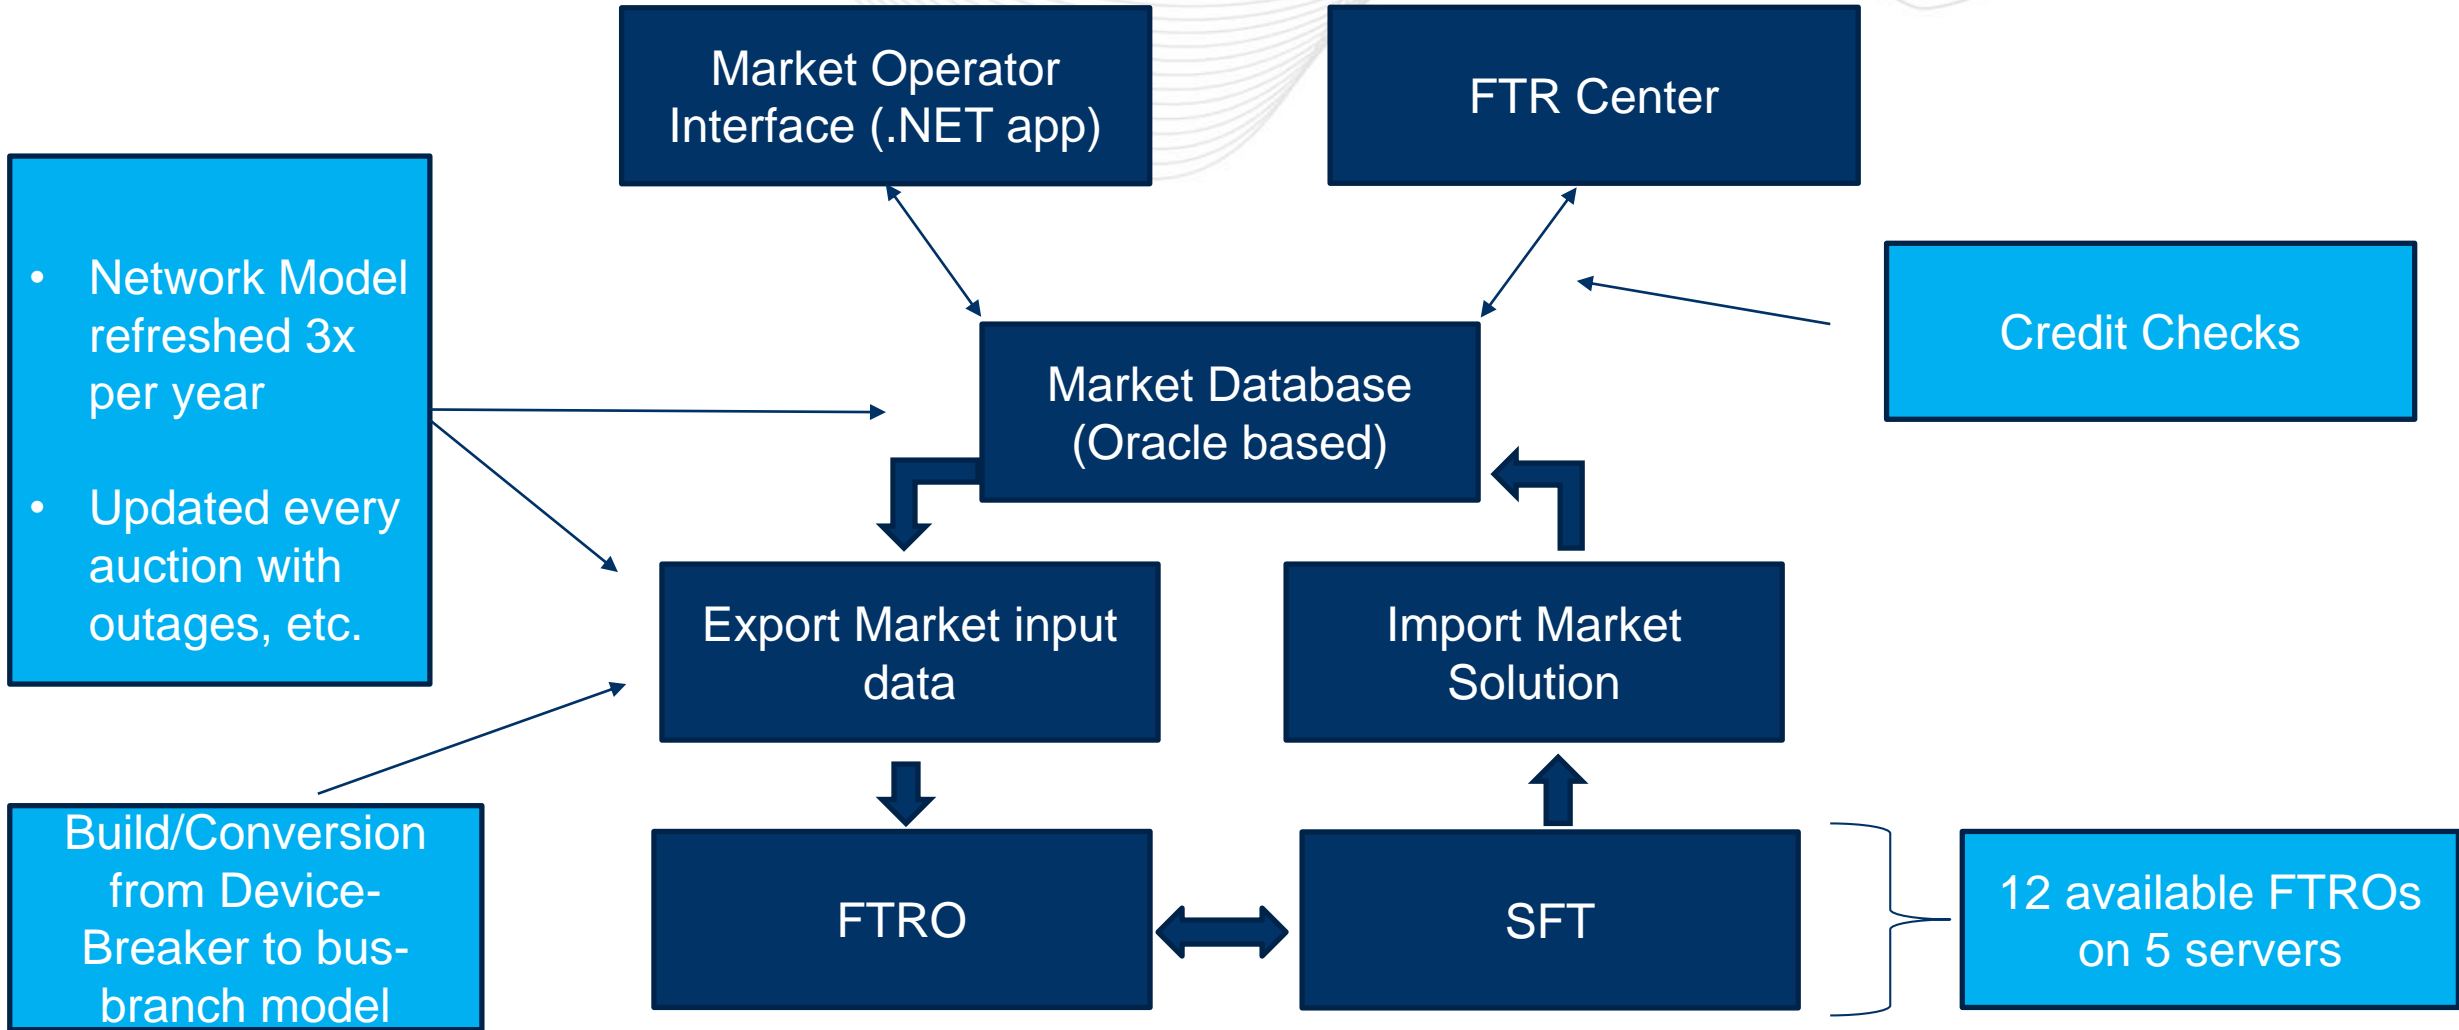 Market Operator
Interface (.NET app)
FTR Center
• Network Model
refreshed 3x
per year
• Updated every
auction with
outages, etc.
Credit Checks
Market Database
(Oracle based)
Export Market input
data
Import Market
Solution
Build/Conversion
from Device-
Breaker to bus-
branch model
FTRO
SFT
12 available FTROs
on 5 servers